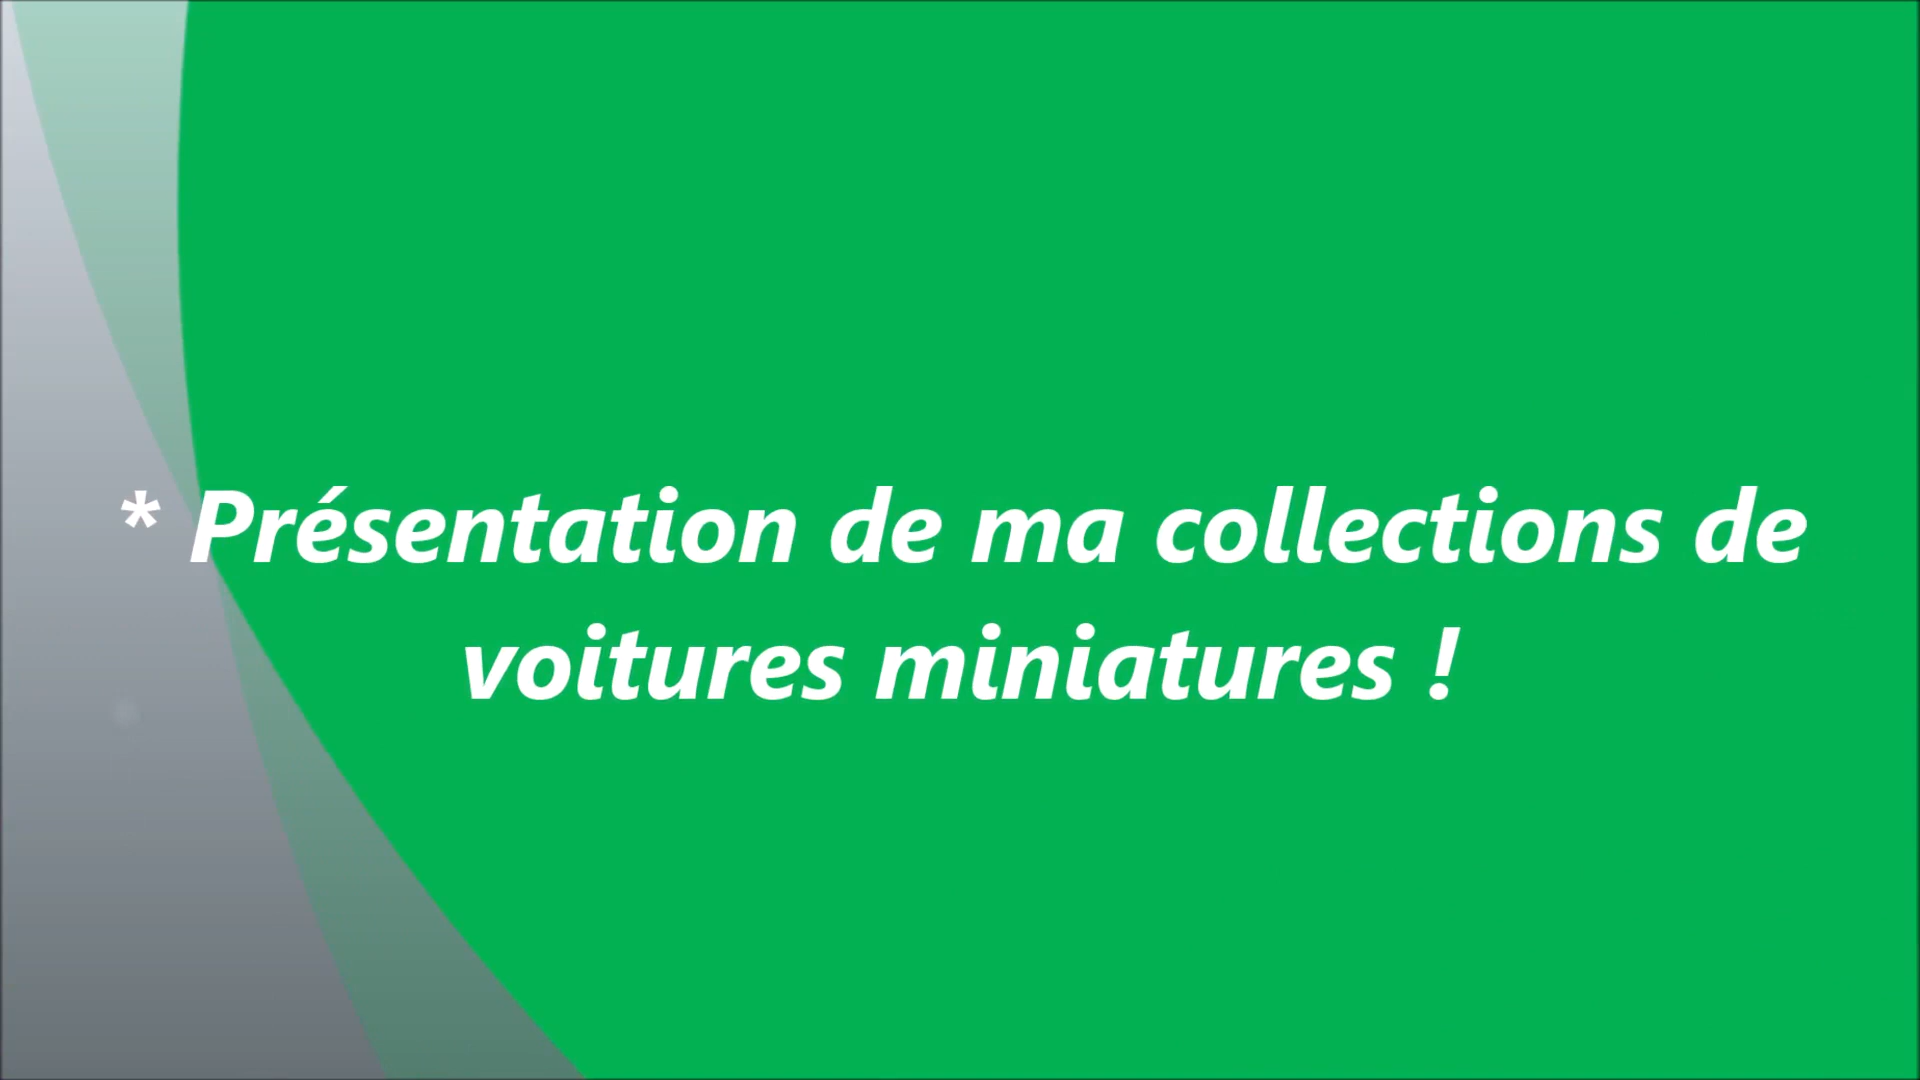 * Présentation de ma collections de
voitures miniatures !